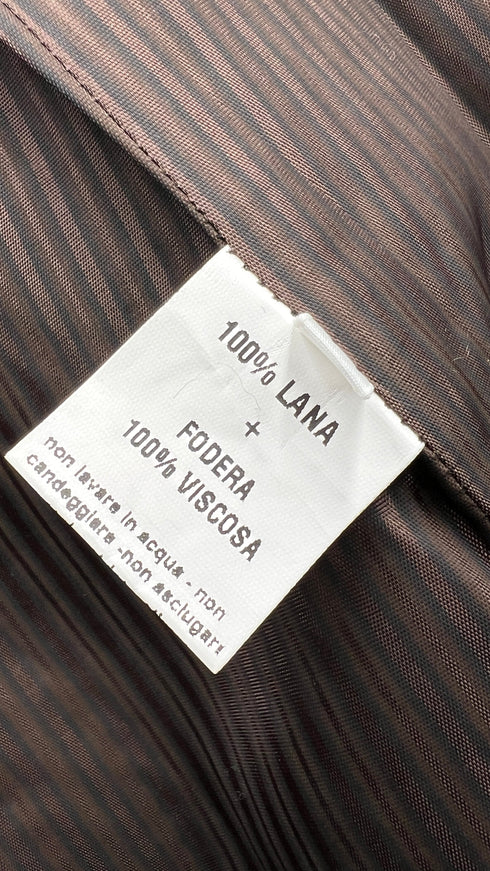 100% LANA
+
FODERA
100% VISCOSA
non lavare in acqua - non
candeggiare -non asciugare